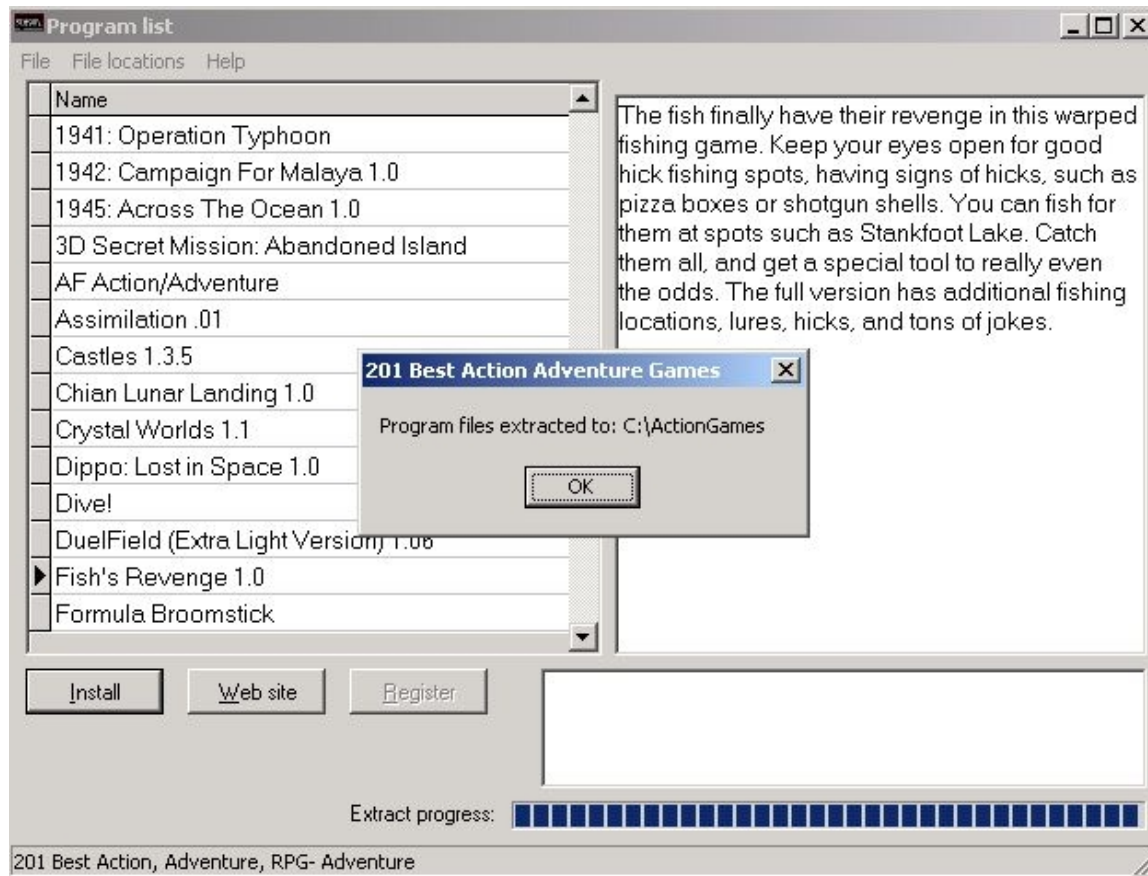 Program list
File File locations Help
Name
1941: Operation Typhoon
1942: Campaign For Malaya 1.0
1945: Across The Ocean 1.0
3D Secret Mission: Abandoned Island
AF Action/Adventure
Assimilation .01
Castles 1.3.5
Chian Lunar Landing 1.0
Crystal Worlds 1.1
Dippo: Lost in Space 1.0
Dive!
DuelField (Extra Light Version) 1.06
Fish's Revenge 1.0
Formula Broomstick
The fish finally have their revenge in this warped
fishing game. Keep your eyes open for good
hick fishing spots, having signs of hicks, such as
pizza boxes or shotgun shells. You can fish for
them at spots such as Stankfoot Lake. Catch
them all, and get a special tool to really even
the odds. The full version has additional fishing
locations, lures, hicks, and tons of jokes.
201 Best Action Adventure Games
Program files extracted to: C:\ActionGames
OK
Install Web site Register
Extract progress:
201 Best Action, Adventure, RPG- Adventure